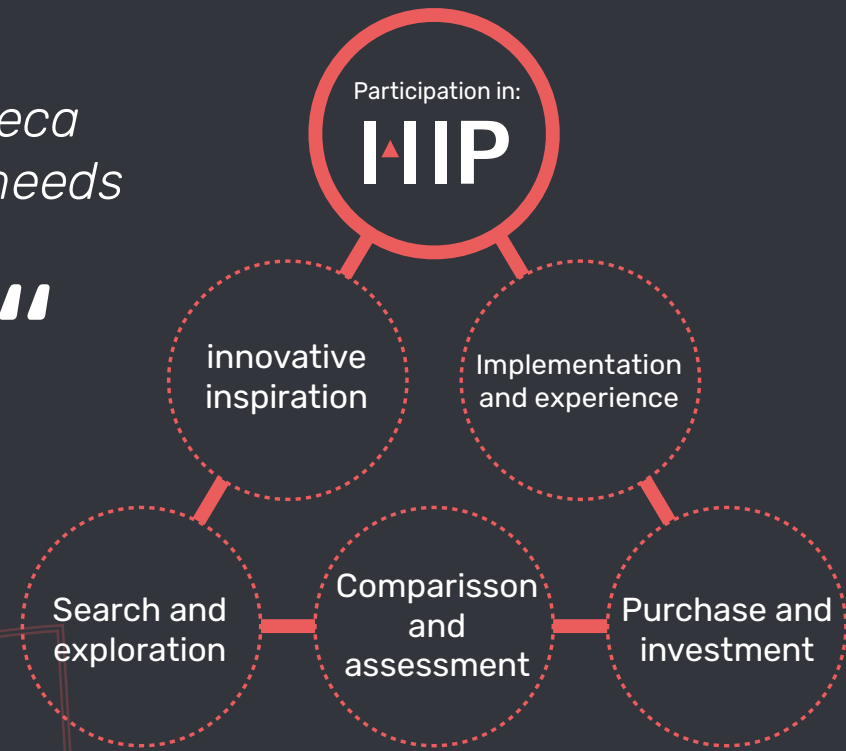 eca
needs
“
Participation in:
HIP
innovative
inspiration
Implementation
and experience
Search and
exploration
Comparisson
and
assessment
Purchase and
investment